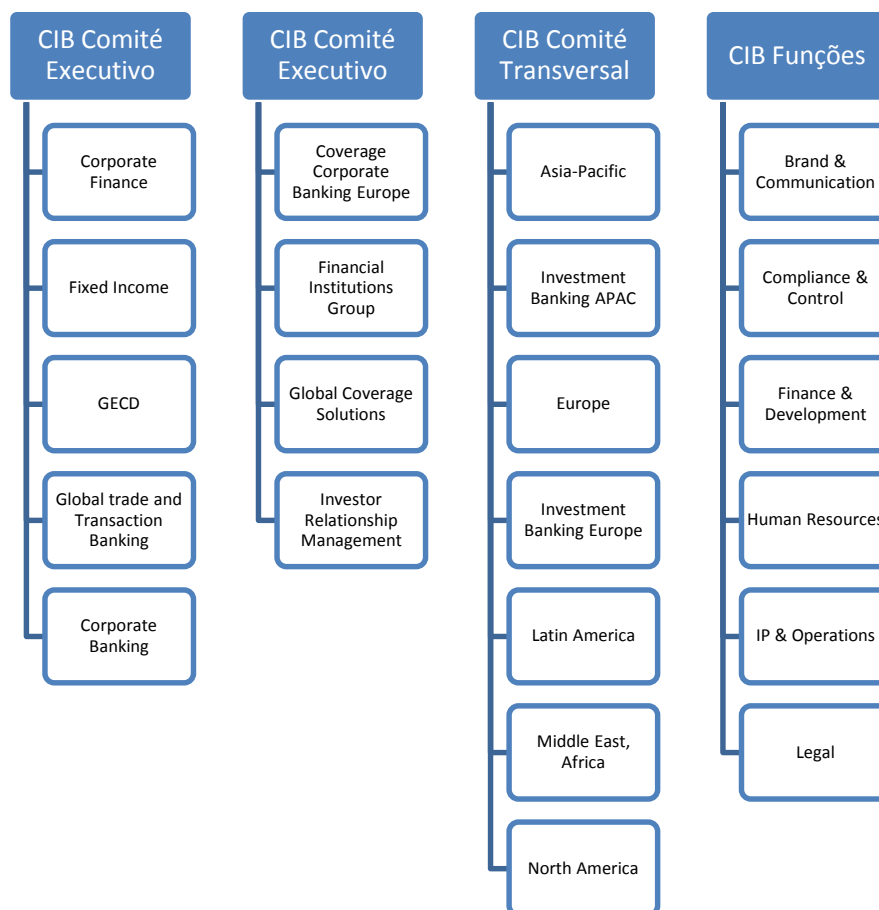 CIB Comité
Executivo
Corporate
Finance
Fixed Income
GECD
Global trade and
Transaction
Banking
Corporate
Banking
CIB Comité
Executivo
Coverage
Corporate
Banking Europe
Financial
Institutions
Group
Global Coverage
Solutions
Investor
Relationship
Management
CIB Comité
Transversal
Asia-Pacific
Investment
Banking APAC
Europe
Investment
Banking Europe
Latin America
Middle East,
Africa
North America
CIB Funções
Brand &
Communication
Compliance &
Control
Finance &
Development
Human Resources
IP & Operations
Legal